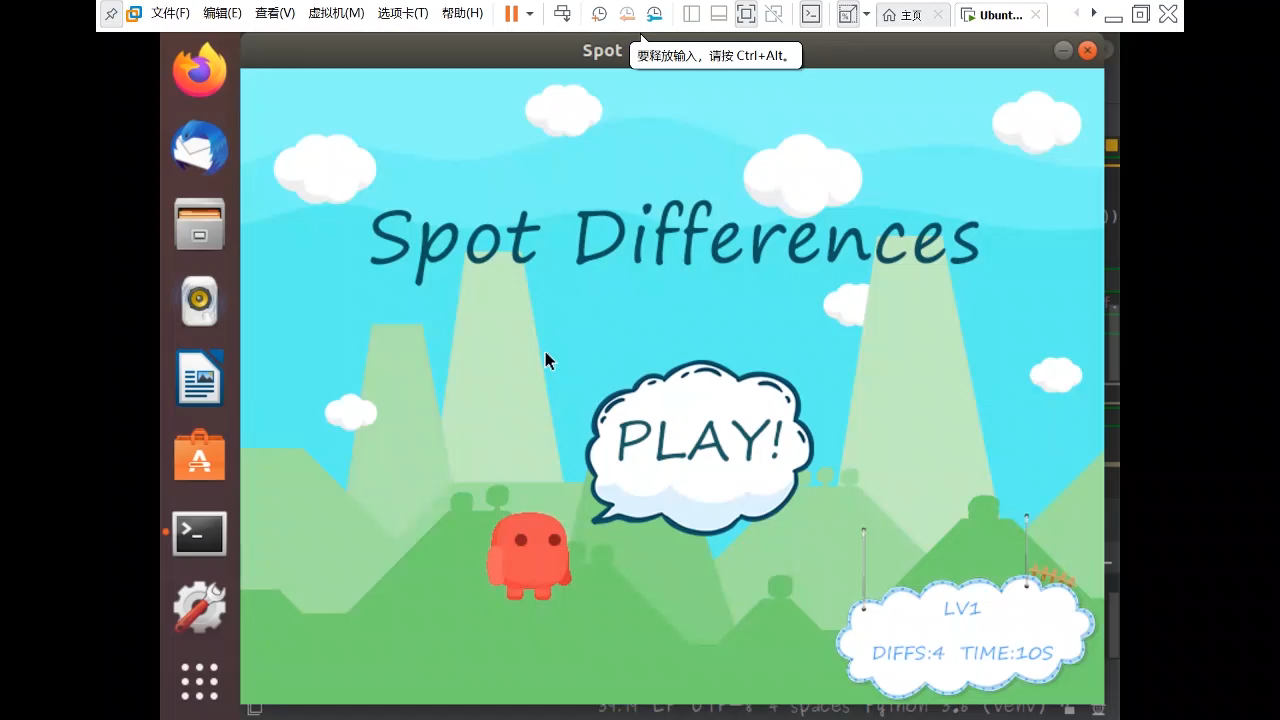 文件(F) 编辑(E) 查看(V) 虚拟机(M) 选项卡(T) 帮助(H) 主页 Ubunt...
Spot
要释放输入，请按 Ctrl+Alt。
Spot Differences
PLAY!
LV1
DIFFS:4 TIME:10S